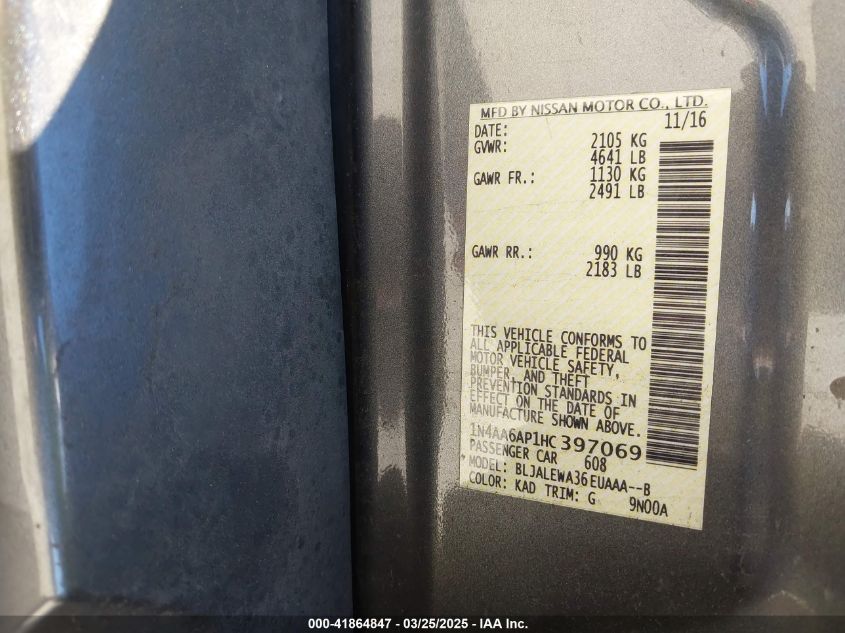 MFD BY NISSAN MOTOR CO., LTD.
DATE: 11/16
GVWR: 2105 KG
4641 LB
GAWR FR.: 1130 KG
2491 LB
GAWR RR.: 990 KG
2183 LB
THIS VEHICLE CONFORMS TO
ALL APPLICABLE FEDERAL
MOTOR VEHICLE SAFETY,
BUMPER, AND THEFT
PREVENTION STANDARDS IN
EFFECT ON THE DATE OF
MANUFACTURE SHOWN ABOVE.
1N4AA6AP1HC397069
PASSENGER CAR 608
MODEL: BLJALEWA36EUAAA--B
COLOR: KAD TRIM: G 9N00A
000-41864847 / 03/25/2025 - IAA Inc.